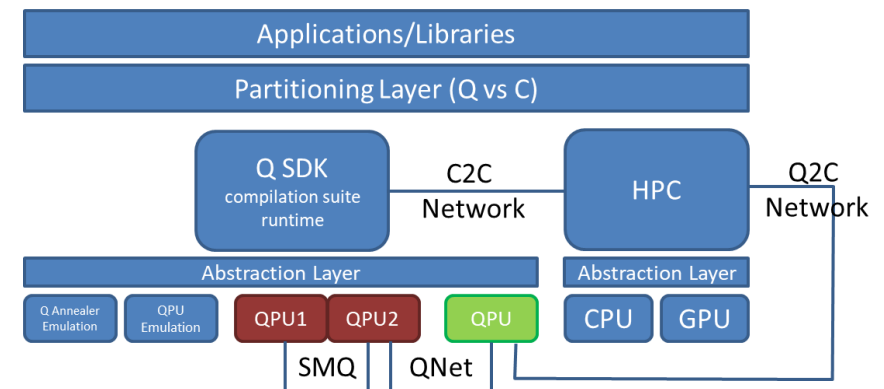 Applications/Libraries
Partitioning Layer (Q vs C)
Q SDK
compilation suite
runtime
C2C
Network
HPC
Q2C
Network
Abstraction Layer
Abstraction Layer
Q Annealer
Emulation
QPU
Emulation
QPU1
QPU2
QPU
CPU
GPU
SMQ
QNet